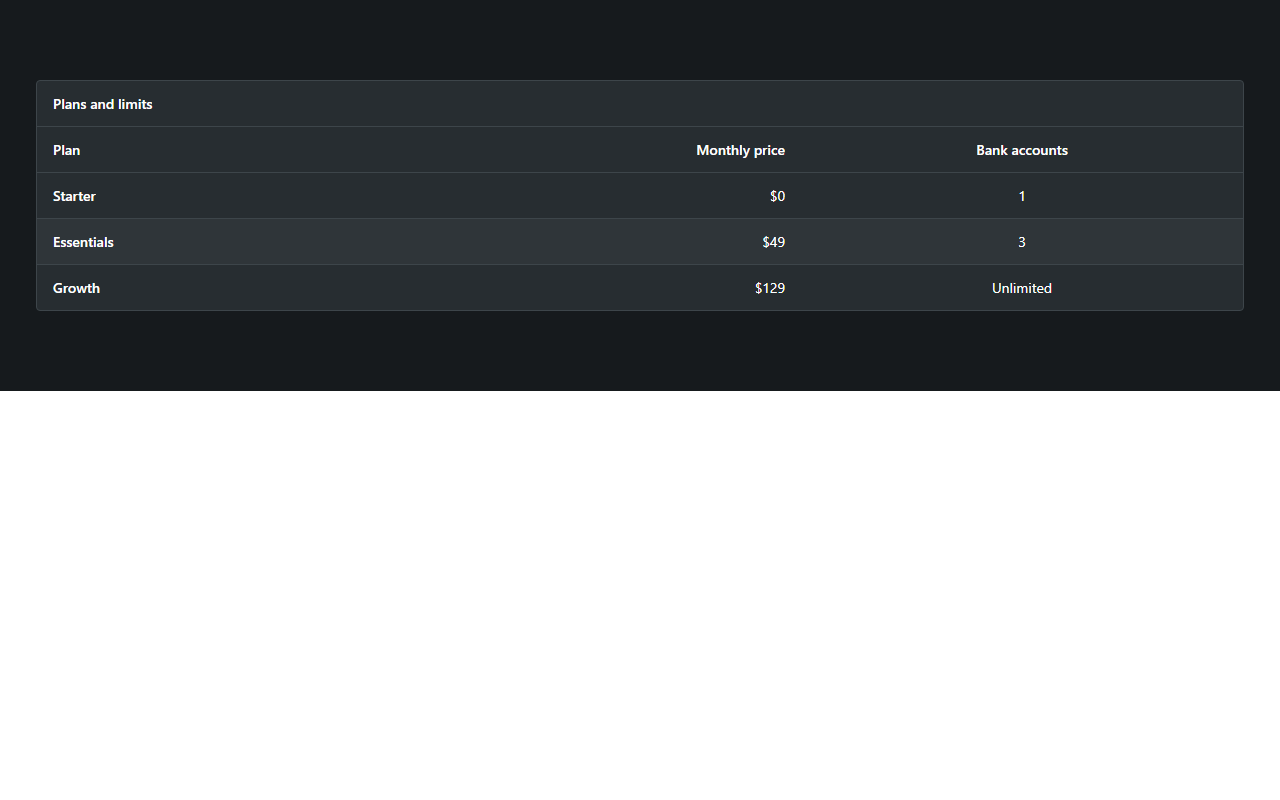 Plans and limits
Plan Monthly price Bank accounts
Starter $0 1
Essentials $49 3
Growth $129 Unlimited